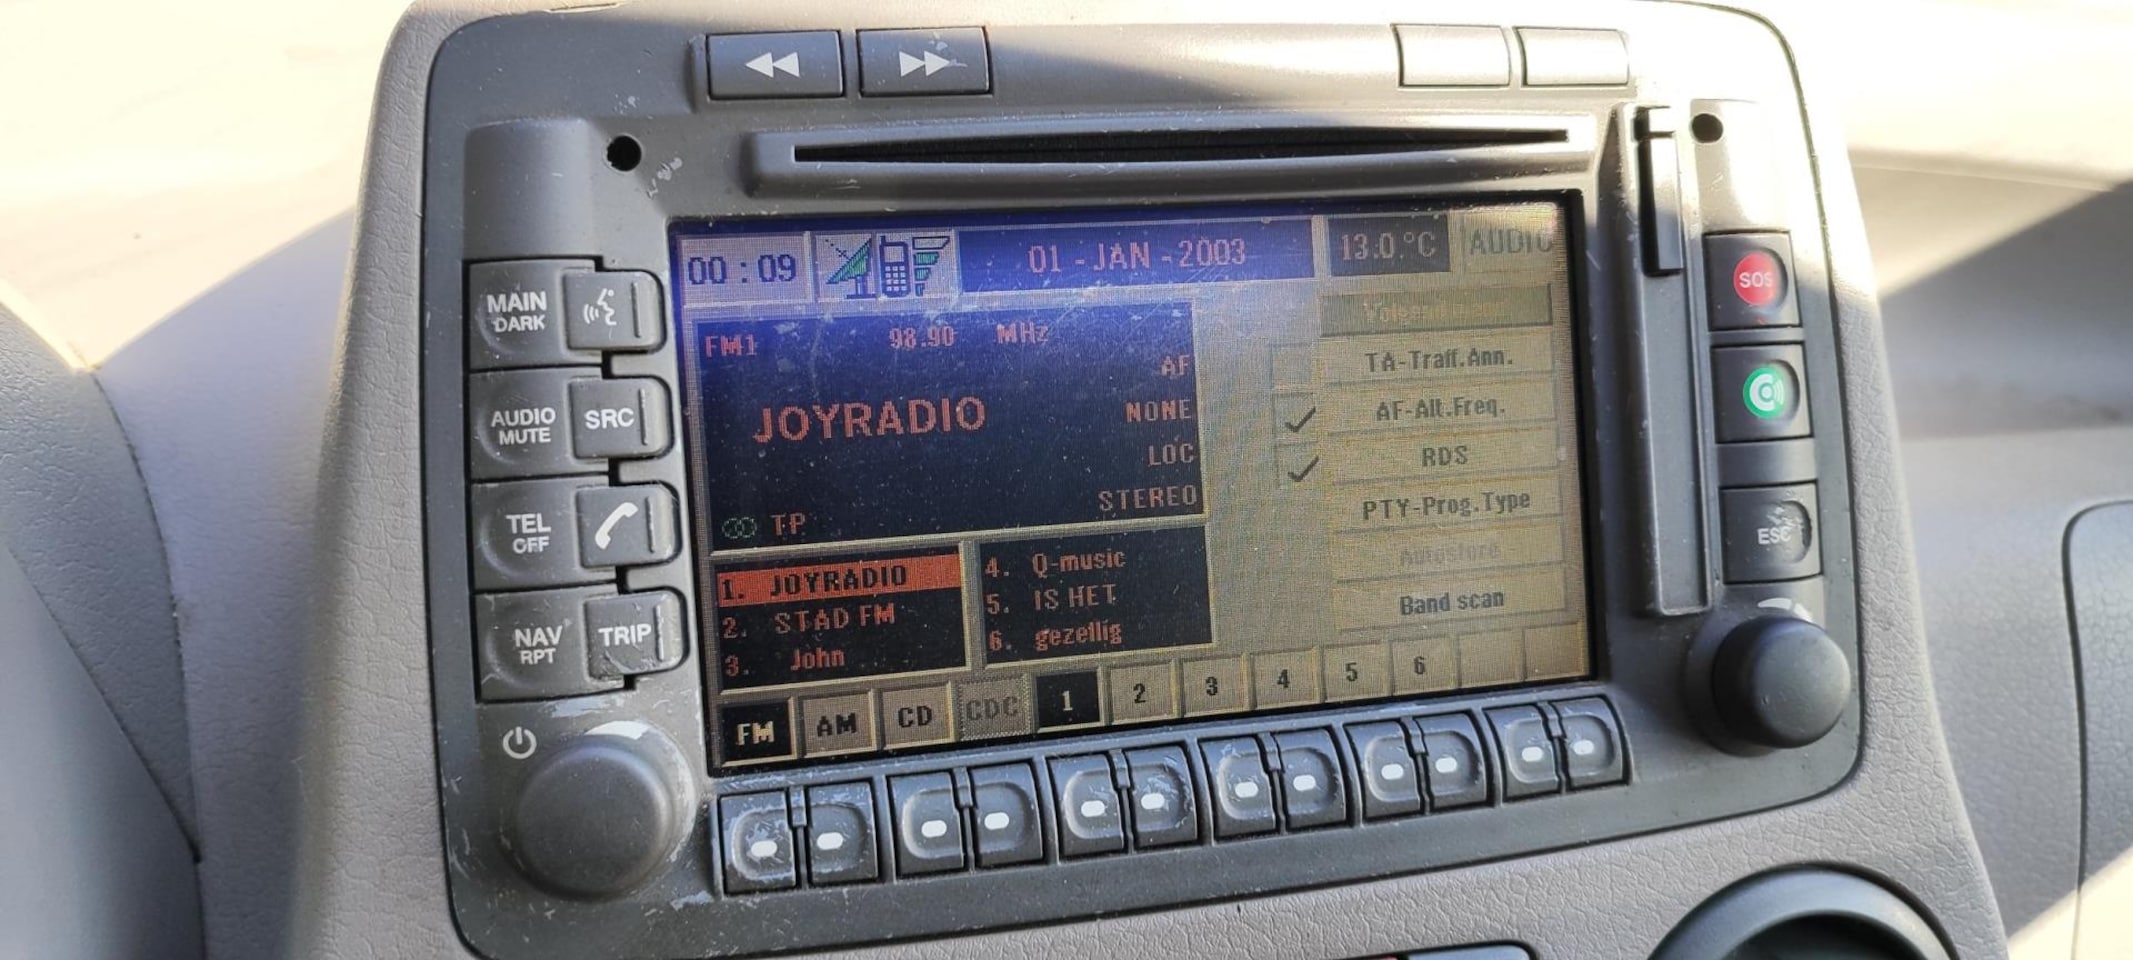 00 : 09
01 - JAN - 2003
13.0 °C
AUDIO
MAIN
DARK
AUDIO
MUTE
SRC
TEL
OFF
NAV
RPT
TRIP
FM1 98.90 MHz
AF
JOYRADIO
NONE
LOC
STEREO
TP
1. JOYRADIO
2. STAD FM
3. John
4. Q-music
5. IS HET
6. gezellig
TA-Traff.Ann.
AF-Alt.Freq.
RDS
PTY-Prog.Type
Autostore
Band scan
FM AM CD CDC 1 2 3 4 5 6
SOS
ESC